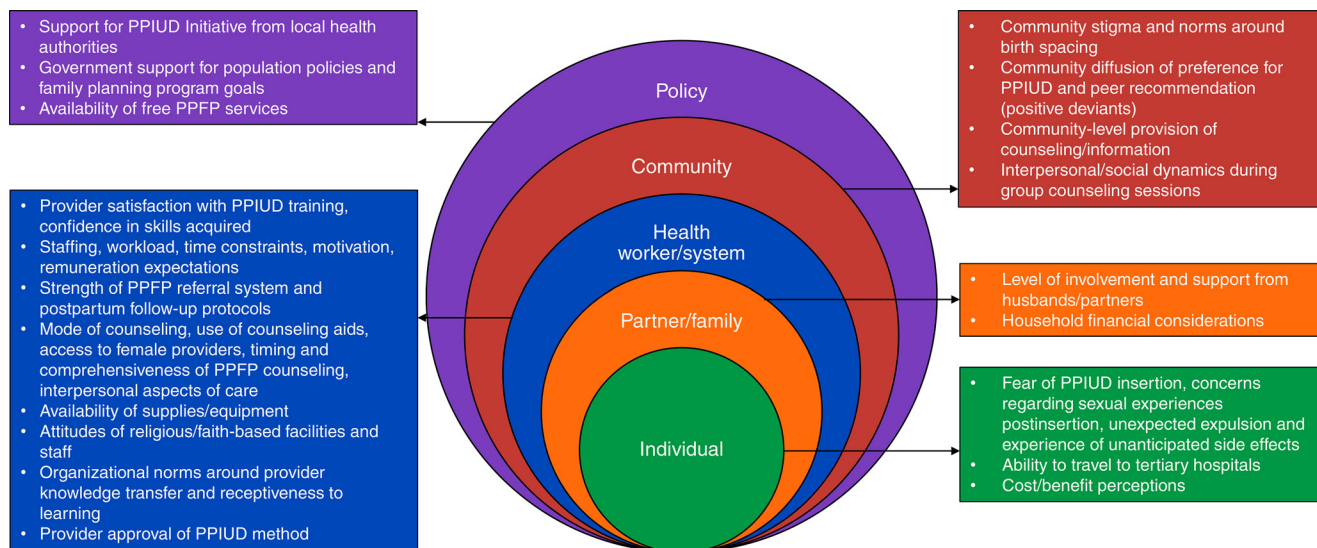 • Support for PPIUD Initiative from local health
authorities
• Government support for population policies and
family planning program goals
• Availability of free PPFP services
• Provider satisfaction with PPIUD training,
confidence in skills acquired
• Staffing, workload, time constraints, motivation,
remuneration expectations
• Strength of PPFP referral system and
postpartum follow-up protocols
• Mode of counseling, use of counseling aids,
access to female providers, timing and
comprehensiveness of PPFP counseling,
interpersonal aspects of care
• Availability of supplies/equipment
• Attitudes of religious/faith-based facilities and
staff
• Organizational norms around provider
knowledge transfer and receptiveness to
learning
• Provider approval of PPIUD method
Policy
Community
Health
worker/system
Partner/family
Individual
• Community stigma and norms around
birth spacing
• Community diffusion of preference for
PPIUD and peer recommendation
(positive deviants)
• Community-level provision of
counseling/information
• Interpersonal/social dynamics during
group counseling sessions
• Level of involvement and support from
husbands/partners
• Household financial considerations
• Fear of PPIUD insertion, concerns
regarding sexual experiences
postinsertion, unexpected expulsion and
experience of unanticipated side effects
• Ability to travel to tertiary hospitals
• Cost/benefit perceptions